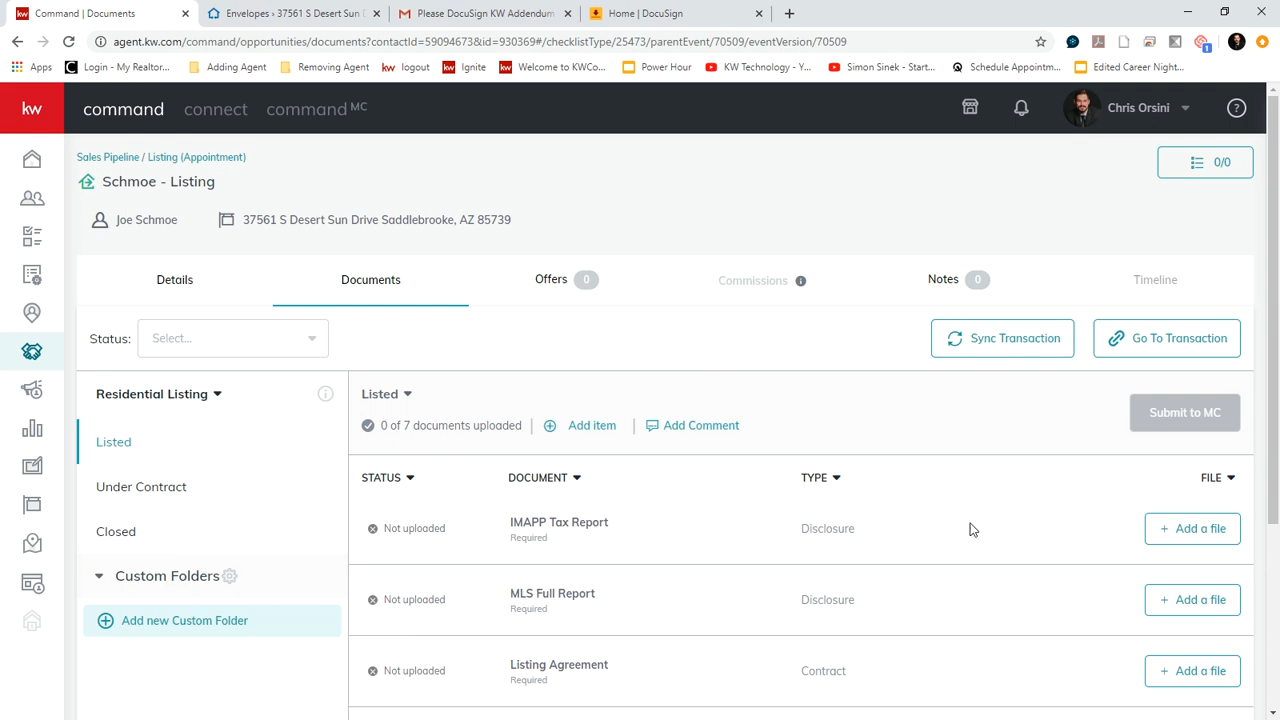 kw Command | Documents
Envelopes › 37561 S Desert Sun D
Please DocuSign KW Addendum
Home | DocuSign
agent.kw.com/command/opportunities/documents?contactId=59094673&id=930369#/checklistType/25473/parentEvent/70509/eventVersion/70509
1
Apps
Login - My Realtor...
Adding Agent
Removing Agent
kw logout
kw Ignite
kw Welcome to KWCo...
Power Hour
KW Technology - Y...
Simon Sinek - Start...
Schedule Appointm...
Edited Career Night...
kw command connect command MC
Chris Orsini
?
Sales Pipeline / Listing (Appointment)
0/0
Schmoe - Listing
Joe Schmoe
37561 S Desert Sun Drive Saddlebrooke, AZ 85739
Details
Documents
Offers 0
Commissions i
Notes 0
Timeline
Status: Select...
Sync Transaction
Go To Transaction
Residential Listing
i
Listed
Under Contract
Closed
Custom Folders
Add new Custom Folder
Listed
0 of 7 documents uploaded
Add item
Add Comment
Submit to MC
STATUS DOCUMENT TYPE FILE
Not uploaded
IMAPP Tax Report
Required
Disclosure
+ Add a file
Not uploaded
MLS Full Report
Required
Disclosure
+ Add a file
Not uploaded
Listing Agreement
Required
Contract
+ Add a file